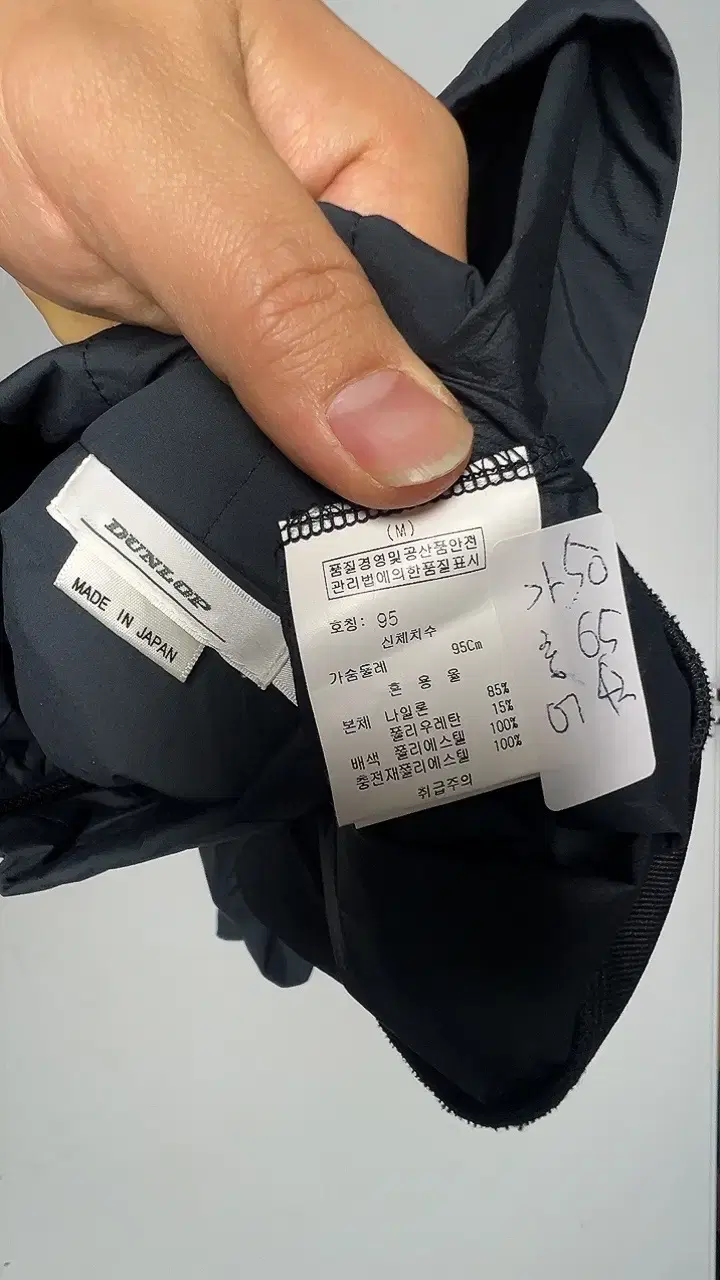 DUNLOP
MADE IN JAPAN
(M)
품질경영및공산품안전
관리법에의한품질표시
호칭: 95
신체치수
가슴둘레 95Cm
혼 용 율
본체 나일론 85%
폴리우레탄 15%
배색 폴리에스텔 100%
충전재폴리에스텔 100%
취급주의
가 50
총 59